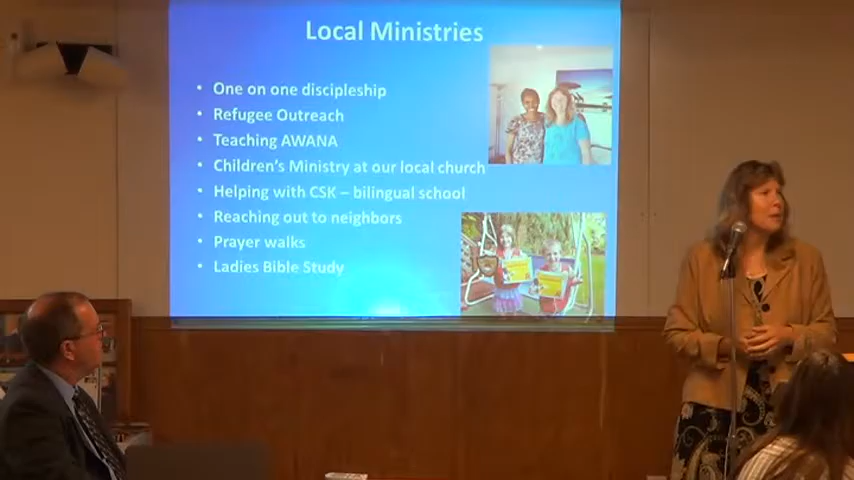 Local Ministries
• One on one discipleship
• Refugee Outreach
• Teaching AWANA
• Children's Ministry at our local church
• Helping with CSK – bilingual school
• Reaching out to neighbors
• Prayer walks
• Ladies Bible Study